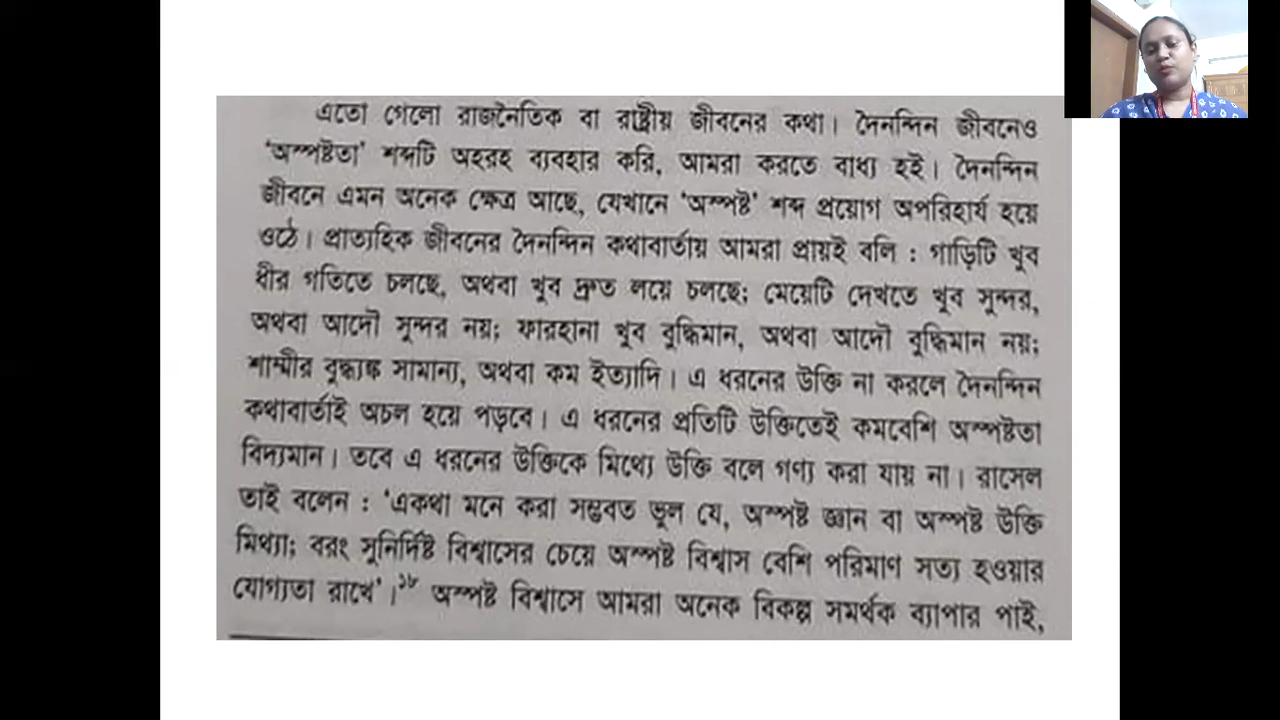 এতো গেলো রাজনৈতিক বা রাষ্ট্রীয় জীবনের কথা। দৈনন্দিন জীবনেও
‘অস্পষ্টতা’ শব্দটি অহরহ ব্যবহার করি, আমরা করতে বাধ্য হই। দৈনন্দিন
জীবনে এমন অনেক ক্ষেত্র আছে, যেখানে ‘অস্পষ্ট’ শব্দ প্রয়োগ অপরিহার্য হয়ে
ওঠে। প্রাত্যহিক জীবনের দৈনন্দিন কথাবার্তায় আমরা প্রায়ই বলি : গাড়িটি খুব
ধীর গতিতে চলছে, অথবা খুব দ্রুত লয়ে চলছে; মেয়েটি দেখতে খুব সুন্দর,
অথবা আদৌ সুন্দর নয়; ফারহানা খুব বুদ্ধিমান, অথবা আদৌ বুদ্ধিমান নয়;
শাম্মীর বুদ্ধ্যঙ্ক সামান্য, অথবা কম ইত্যাদি। এ ধরনের উক্তি না করলে দৈনন্দিন
কথাবার্তাই অচল হয়ে পড়বে। এ ধরনের প্রতিটি উক্তিতেই কমবেশি অস্পষ্টতা
বিদ্যমান। তবে এ ধরনের উক্তিকে মিথ্যে উক্তি বলে গণ্য করা যায় না। রাসেল
তাই বলেন : ‘একথা মনে করা সম্ভবত ভুল যে, অস্পষ্ট জ্ঞান বা অস্পষ্ট উক্তি
মিথ্যা; বরং সুনির্দিষ্ট বিশ্বাসের চেয়ে অস্পষ্ট বিশ্বাস বেশি পরিমাণ সত্য হওয়ার
যোগ্যতা রাখে’।১৮ অস্পষ্ট বিশ্বাসে আমরা অনেক বিকল্প সমর্থক ব্যাপার পাই,